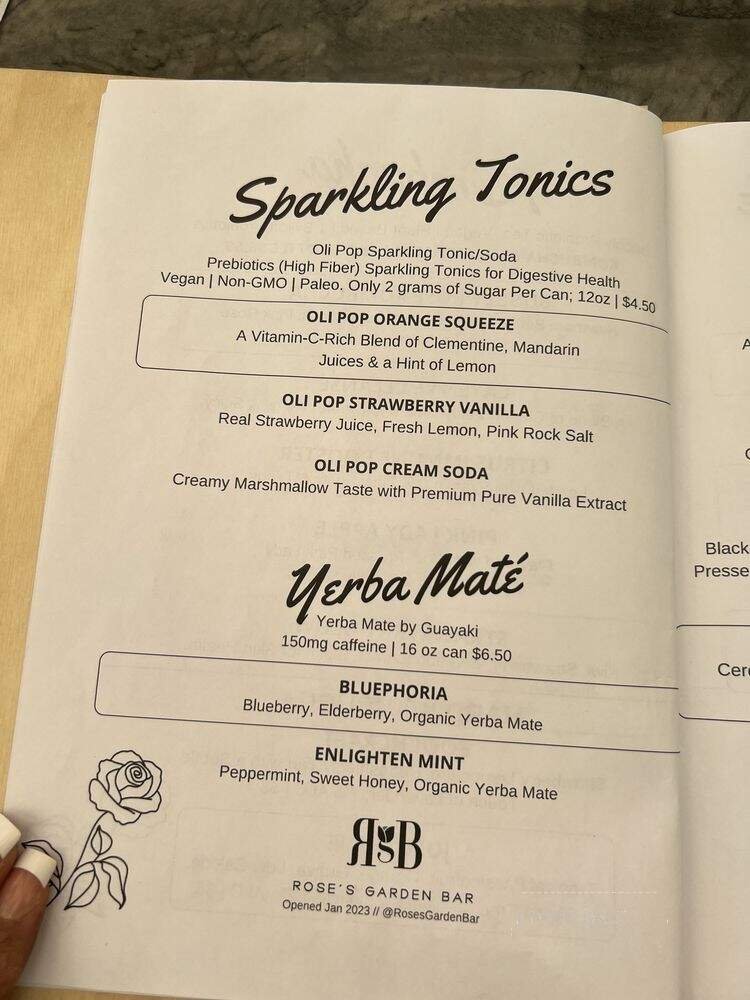 Sparkling Tonics
Oli Pop Sparkling Tonic/Soda
Prebiotics (High Fiber) Sparkling Tonics for Digestive Health
Vegan | Non-GMO | Paleo. Only 2 grams of Sugar Per Can; 12oz | $4.50
OLI POP ORANGE SQUEEZE
A Vitamin-C-Rich Blend of Clementine, Mandarin
Juices & a Hint of Lemon
OLI POP STRAWBERRY VANILLA
Real Strawberry Juice, Fresh Lemon, Pink Rock Salt
OLI POP CREAM SODA
Creamy Marshmallow Taste with Premium Pure Vanilla Extract
Yerba Maté
Yerba Mate by Guayaki
150mg caffeine | 16 oz can $6.50
BLUEPHORIA
Blueberry, Elderberry, Organic Yerba Mate
ENLIGHTEN MINT
Peppermint, Sweet Honey, Organic Yerba Mate
RGB
ROSE'S GARDEN BAR
Opened Jan 2023 // @RosesGardenBar
Black
Presse
Cere